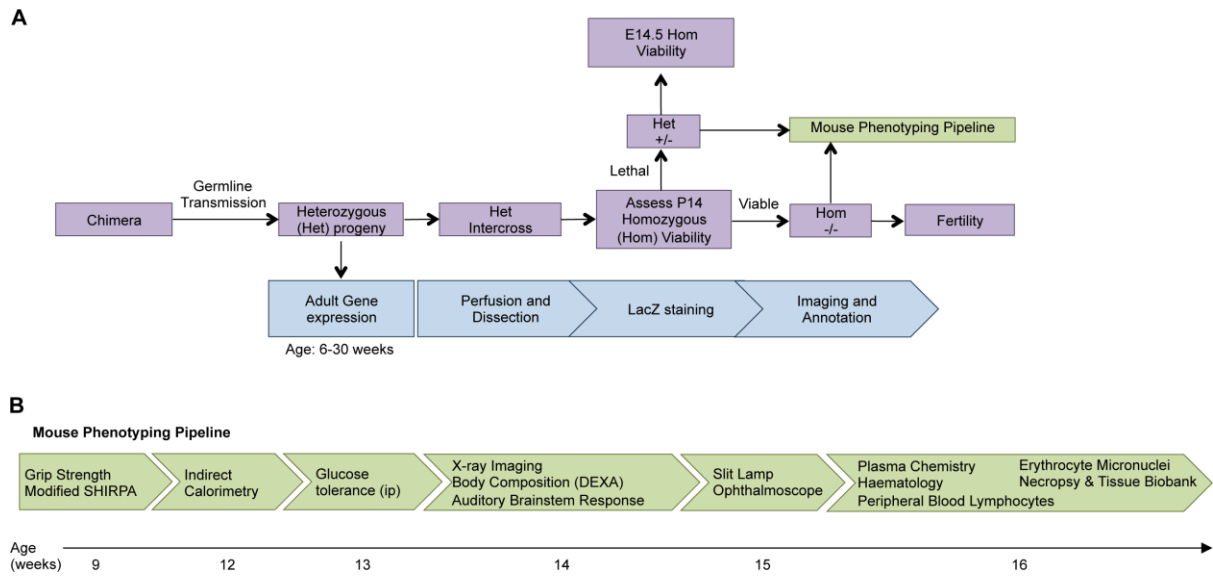 A
E14.5 Hom
Viability
Het
+/-
Mouse Phenotyping Pipeline
Lethal
Germline
Transmission
Chimera
Heterozygous
(Het) progeny
Het
Intercross
Assess P14
Homozygous
(Hom) Viability
Viable
Hom
-/-
Fertility
Adult Gene
expression
Perfusion and
Dissection
LacZ staining
Imaging and
Annotation
Age: 6-30 weeks
B
Mouse Phenotyping Pipeline
Grip Strength
Modified SHIRPA
Indirect
Calorimetry
Glucose
tolerance (ip)
X-ray Imaging
Body Composition (DEXA)
Auditory Brainstem Response
Slit Lamp
Ophthalmoscope
Plasma Chemistry
Haematology
Peripheral Blood Lymphocytes
Erythrocyte Micronuclei
Necropsy & Tissue Biobank
Age
(weeks) 9 12 13 14 15 16